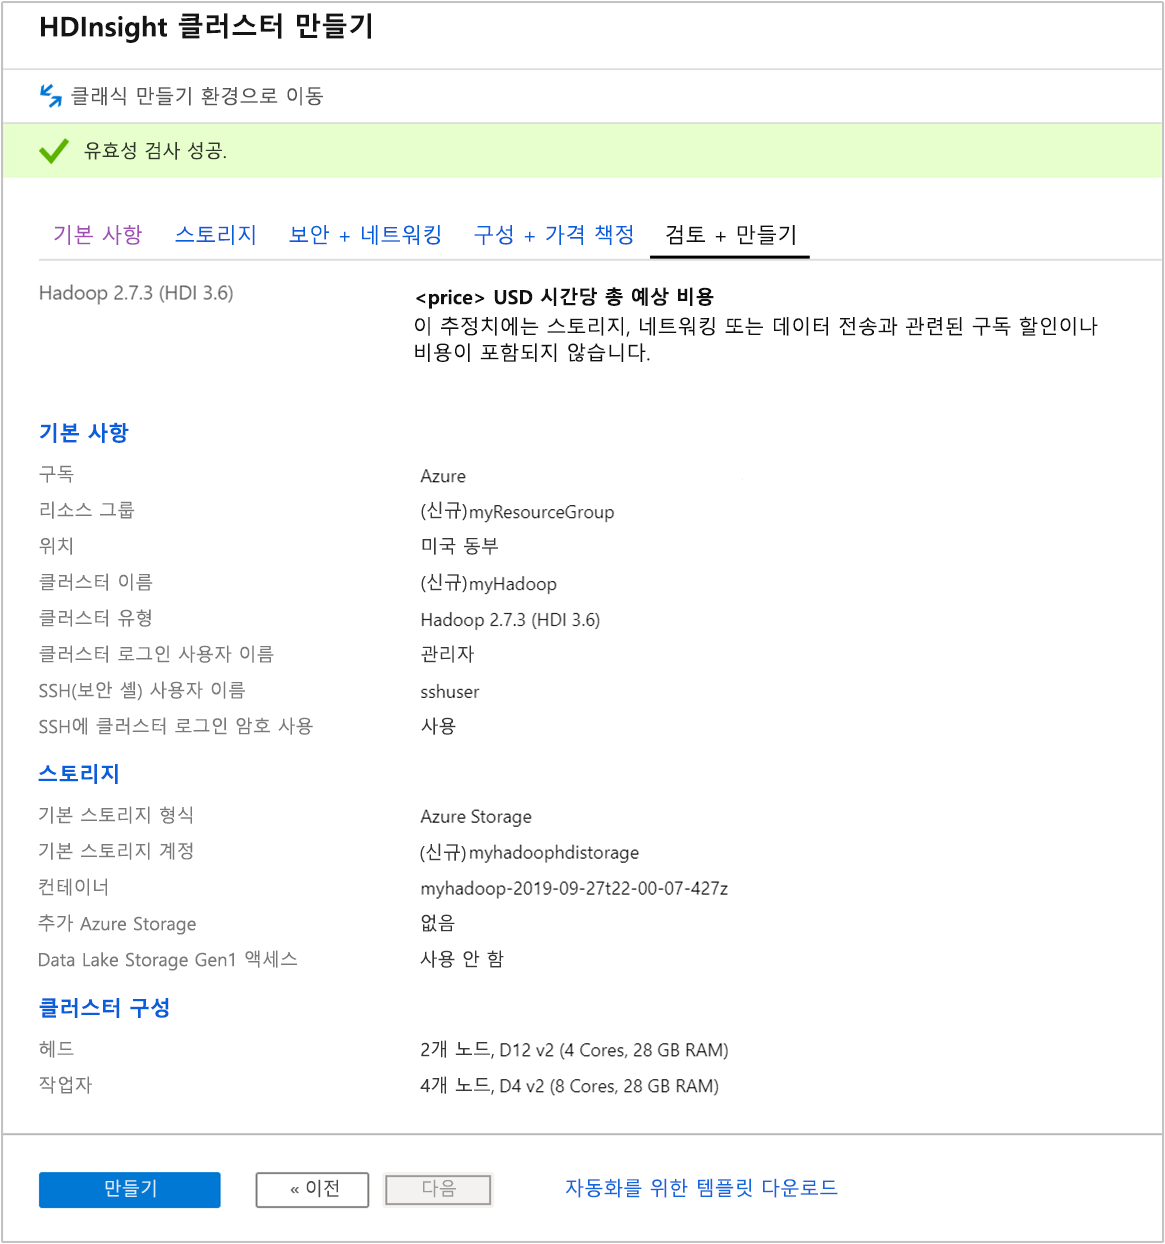 HDInsight 클러스터 만들기
클래식 만들기 환경으로 이동
유효성 검사 성공.
기본 사항 스토리지 보안 + 네트워킹 구성 + 가격 책정 검토 + 만들기
Hadoop 2.7.3 (HDI 3.6) <price> USD 시간당 총 예상 비용
이 추정치에는 스토리지, 네트워킹 또는 데이터 전송과 관련된 구독 할인이나
비용이 포함되지 않습니다.
기본 사항
구독 Azure
리소스 그룹 (신규)myResourceGroup
위치 미국 동부
클러스터 이름 (신규)myHadoop
클러스터 유형 Hadoop 2.7.3 (HDI 3.6)
클러스터 로그인 사용자 이름 관리자
SSH(보안 셸) 사용자 이름 sshuser
SSH에 클러스터 로그인 암호 사용 사용
스토리지
기본 스토리지 형식 Azure Storage
기본 스토리지 계정 (신규)myhadoophdistorage
컨테이너 myhadoop-2019-09-27t22-00-07-427z
추가 Azure Storage 없음
Data Lake Storage Gen1 액세스 사용 안 함
클러스터 구성
헤드 2개 노드, D12 v2 (4 Cores, 28 GB RAM)
작업자 4개 노드, D4 v2 (8 Cores, 28 GB RAM)
만들기 « 이전 다음 자동화를 위한 템플릿 다운로드